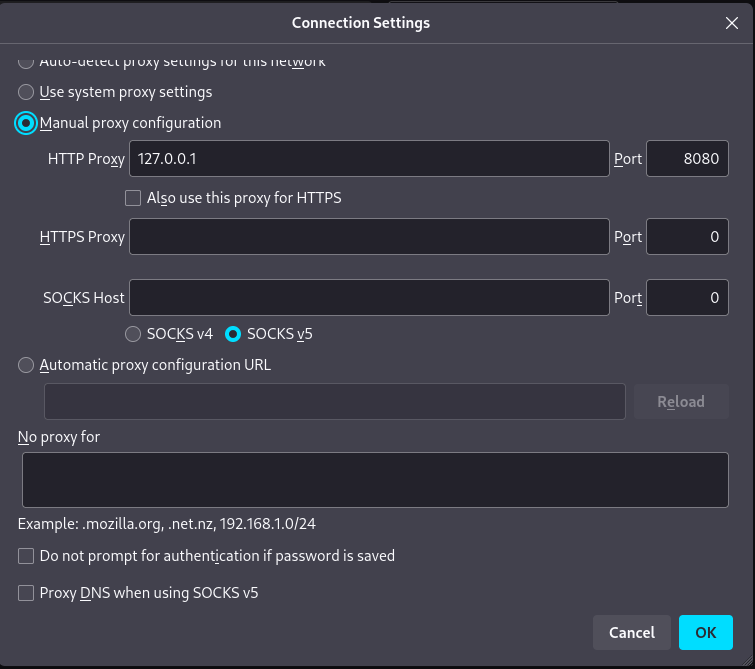 Connection Settings
Auto-detect proxy settings for this network
Use system proxy settings
Manual proxy configuration
HTTP Proxy 127.0.0.1 Port 8080
Also use this proxy for HTTPS
HTTPS Proxy Port 0
SOCKS Host Port 0
SOCKS v4 SOCKS v5
Automatic proxy configuration URL
Reload
No proxy for
Example: .mozilla.org, .net.nz, 192.168.1.0/24
Do not prompt for authentication if password is saved
Proxy DNS when using SOCKS v5
Cancel OK